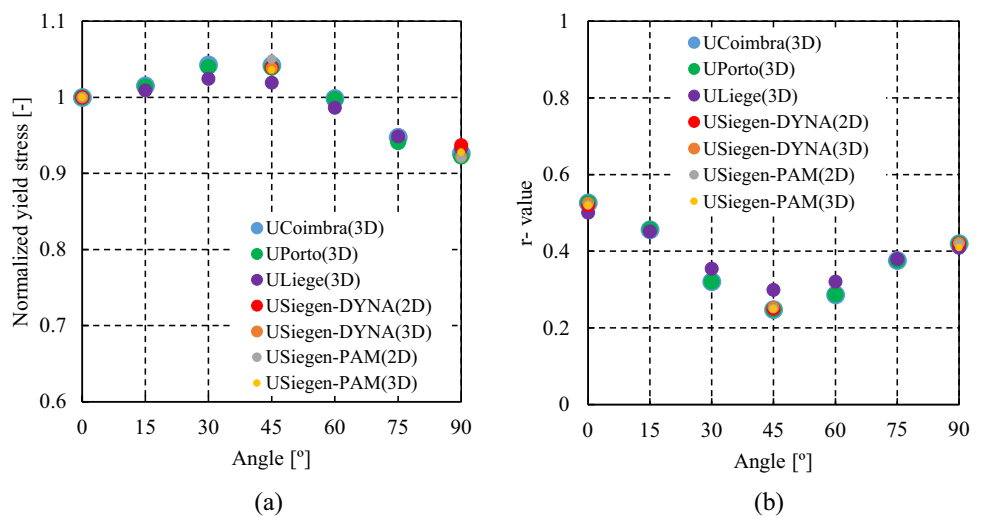 1.1
1
0.9
0.8
0.7
0.6
Normalized yield stress [-]
UCoimbra(3D)
UPorto(3D)
ULiege(3D)
USiegen-DYNA(2D)
USiegen-DYNA(3D)
USiegen-PAM(2D)
USiegen-PAM(3D)
0 15 30 45 60 75 90
Angle [º]
(a)
1
0.8
0.6
0.4
0.2
0
r- value
UCoimbra(3D)
UPorto(3D)
ULiege(3D)
USiegen-DYNA(2D)
USiegen-DYNA(3D)
USiegen-PAM(2D)
USiegen-PAM(3D)
0 15 30 45 60 75 90
Angle [º]
(b)